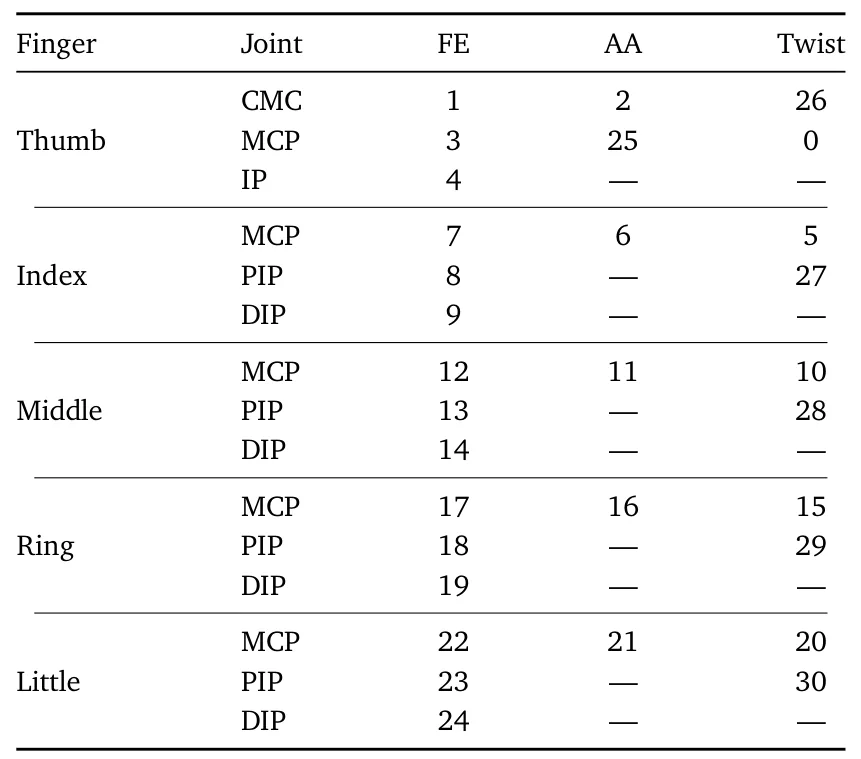 Finger Joint FE AA Twist
CMC 1 2 26
Thumb MCP 3 25 0
IP 4 — —
MCP 7 6 5
Index PIP 8 — 27
DIP 9 — —
MCP 12 11 10
Middle PIP 13 — 28
DIP 14 — —
MCP 17 16 15
Ring PIP 18 — 29
DIP 19 — —
MCP 22 21 20
Little PIP 23 — 30
DIP 24 — —